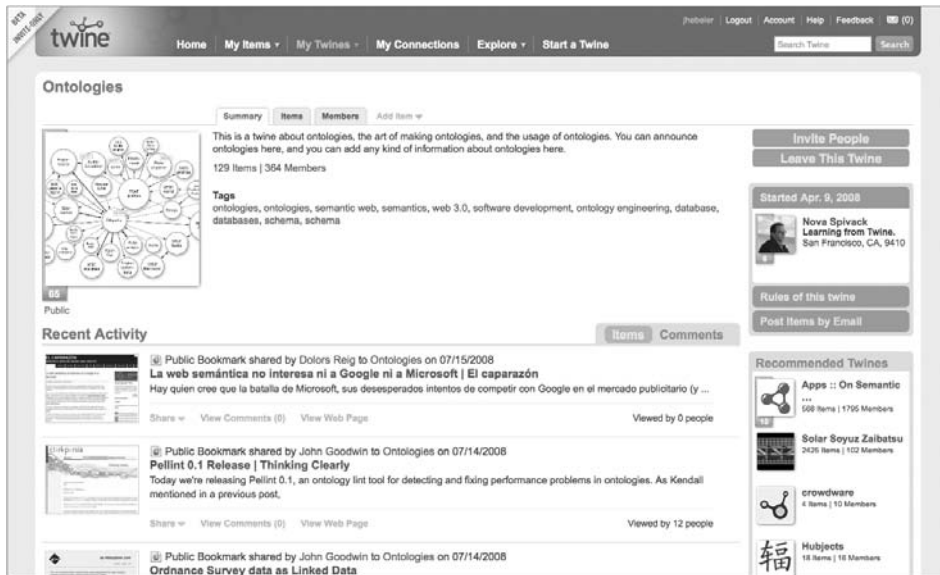 BETA
INVITE-ONLY
twine
jhebeler | Logout | Account | Help | Feedback | (0)
Home | My Items | My Twines | My Connections | Explore | Start a Twine
Search Twine
Search
Ontologies
Summary
Items
Members
Add Item
This is a twine about ontologies, the art of making ontologies, and the usage of ontologies. You can announce
ontologies here, and you can add any kind of information about ontologies here.
129 Items | 364 Members
Tags
ontologies, ontologies, semantic web, semantics, web 3.0, software development, ontology engineering, database,
databases, schema, schema
65
Public
Invite People
Leave This Twine
Started Apr. 9, 2008
Nova Spivack
Learning from Twine.
San Francisco, CA, 9410
Rules of this twine
Post Items by Email
Recent Activity
Items
Comments
Public Bookmark shared by Dolors Reig to Ontologies on 07/15/2008
La web semántica no interesa ni a Google ni a Microsoft | El caparazón
Hay quien cree que la batalla de Microsoft, sus desesperados intentos de competir con Google en el mercado publicitario (y ...
Share
View Comments (0)
View Web Page
Viewed by 0 people
Public Bookmark shared by John Goodwin to Ontologies on 07/14/2008
Pellint 0.1 Release | Thinking Clearly
Today we're releasing Pellint 0.1, an ontology lint tool for detecting and fixing performance problems in ontologies. As Kendall
mentioned in a previous post,
Share
View Comments (0)
View Web Page
Viewed by 12 people
Public Bookmark shared by John Goodwin to Ontologies on 07/14/2008
Ordnance Survey data as Linked Data
Recommended Twines
Apps :: On Semantic
...
568 Items | 1795 Members
Solar Soyuz Zaibatsu
2425 Items | 102 Members
crowdware
4 Items | 10 Members
辐
Hubjects
18 Items | 16 Members